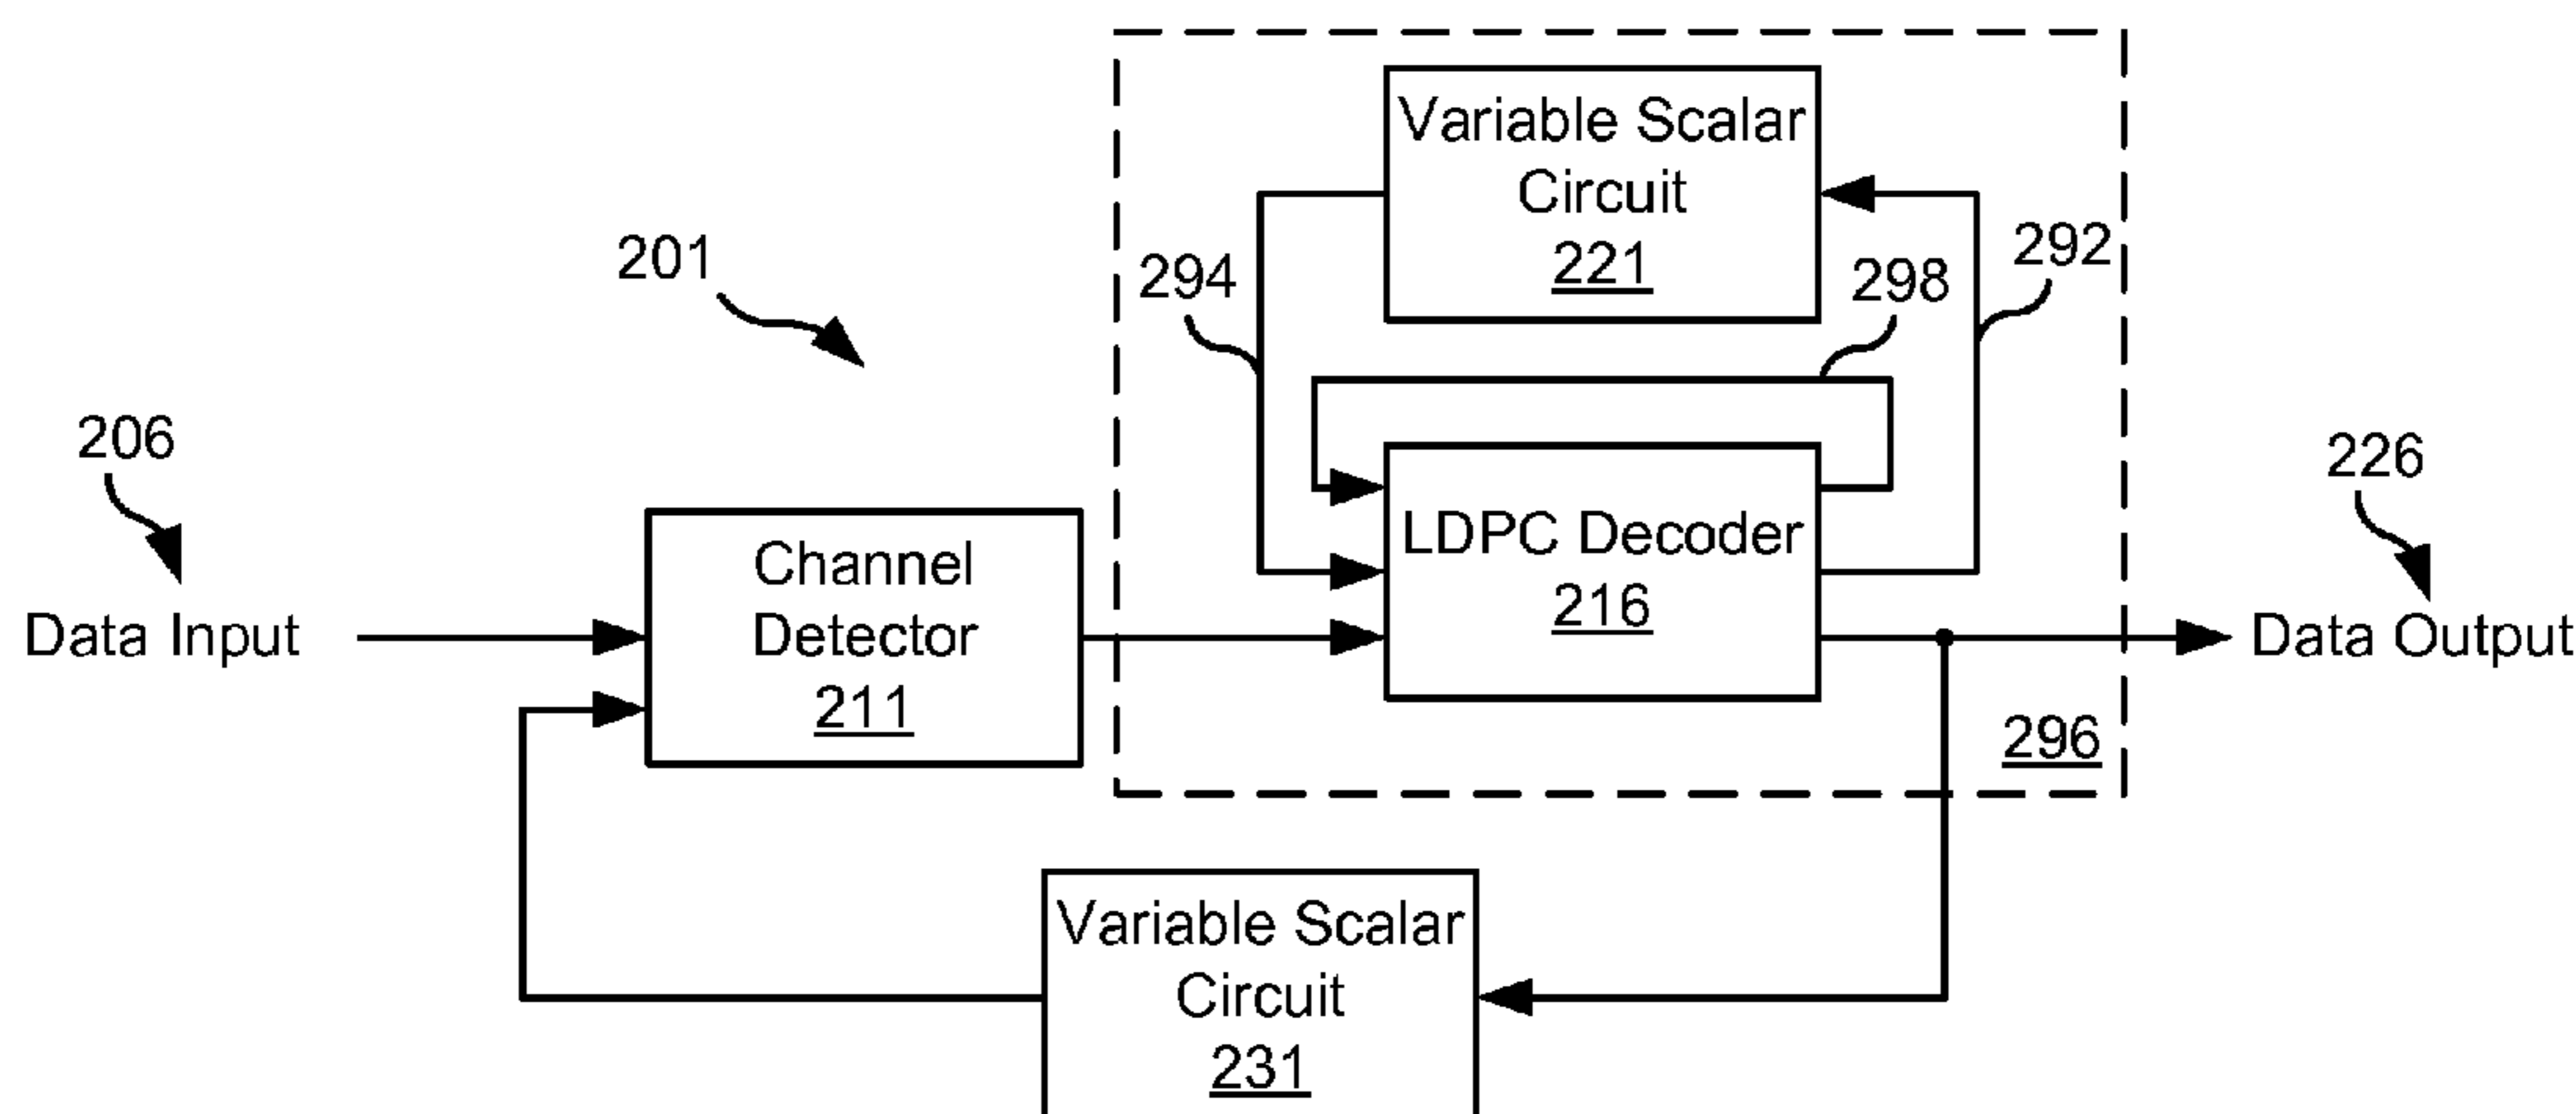 Variable Scalar
Circuit
221
201
294
298
292
206
226
LDPC Decoder
216
Channel
Detector
211
Data Input
Data Output
296
Variable Scalar
Circuit
231